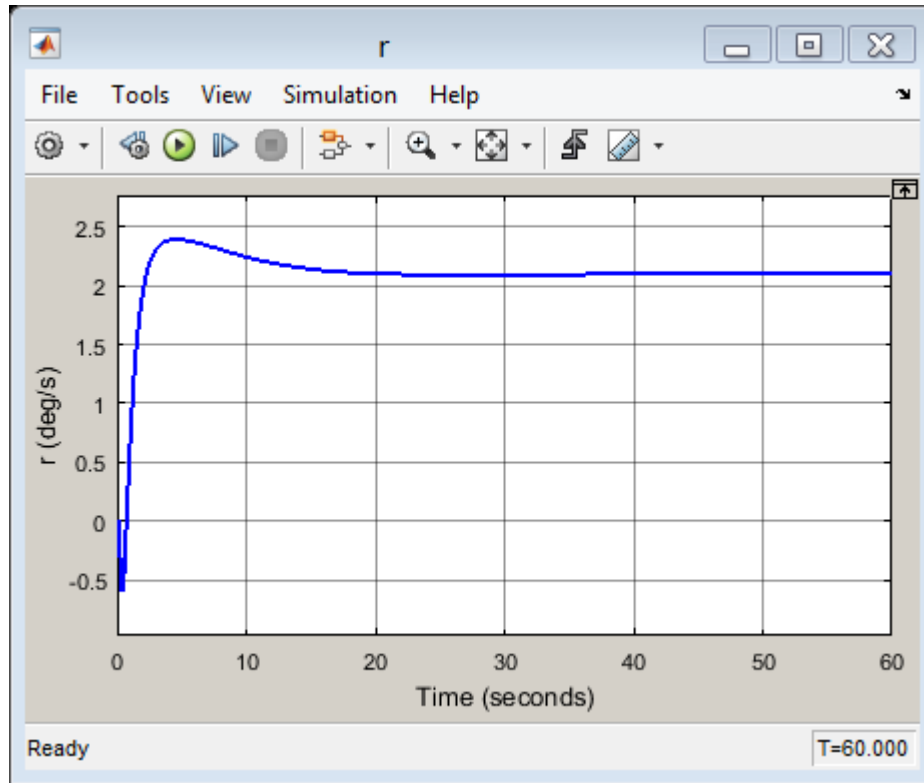 r
File Tools View Simulation Help
2.5
2
1.5
1
0.5
0
-0.5
r (deg/s)
0 10 20 30 40 50 60
Time (seconds)
Ready T=60.000